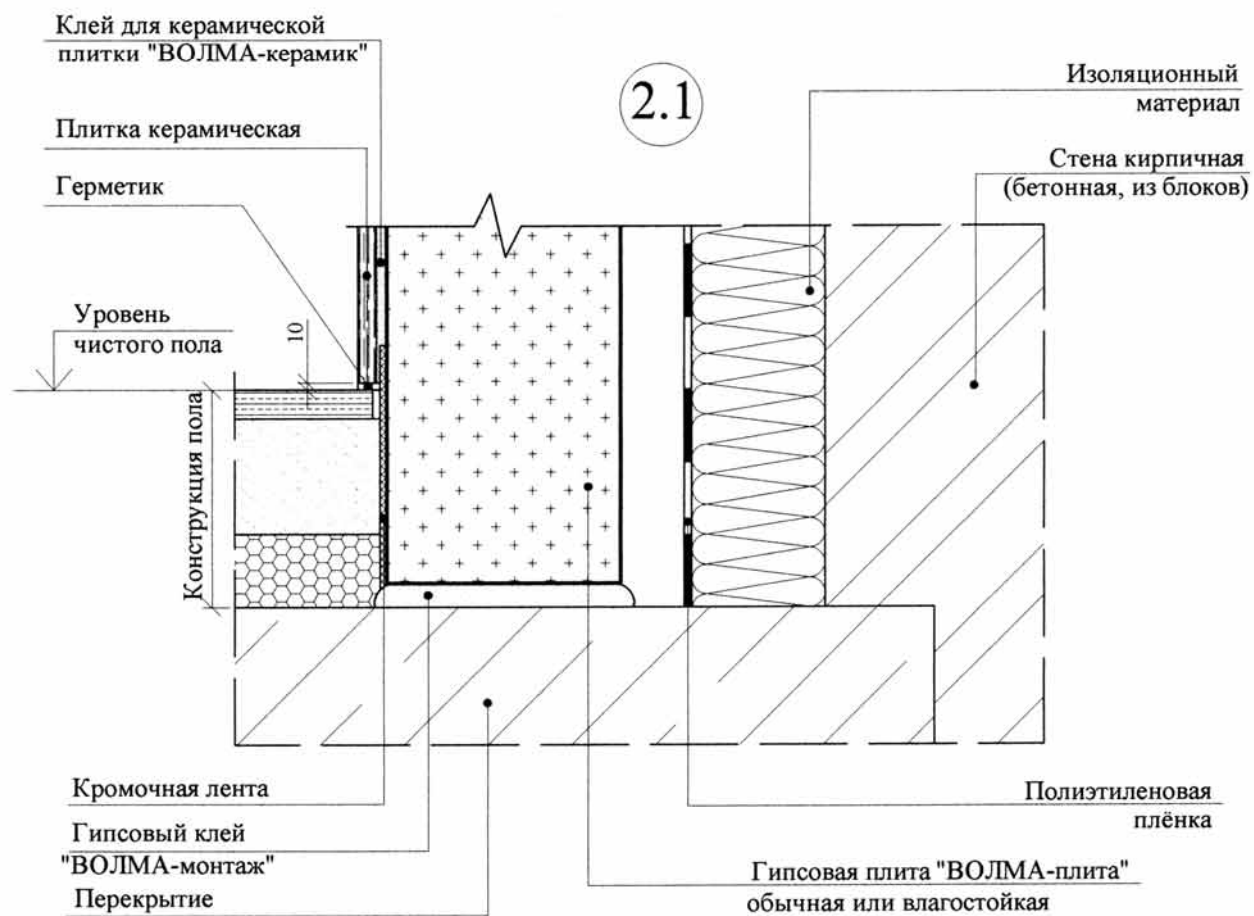 Клей для керамической
плитки "ВОЛМА-керамик"
2.1
Изоляционный
материал
Плитка керамическая
Стена кирпичная
(бетонная, из блоков)
Герметик
Уровень
чистого пола
10
Конструкция пола
Кромочная лента
Гипсовый клей
"ВОЛМА-монтаж"
Перекрытие
Полиэтиленовая
плёнка
Гипсовая плита "ВОЛМА-плита"
обычная или влагостойкая